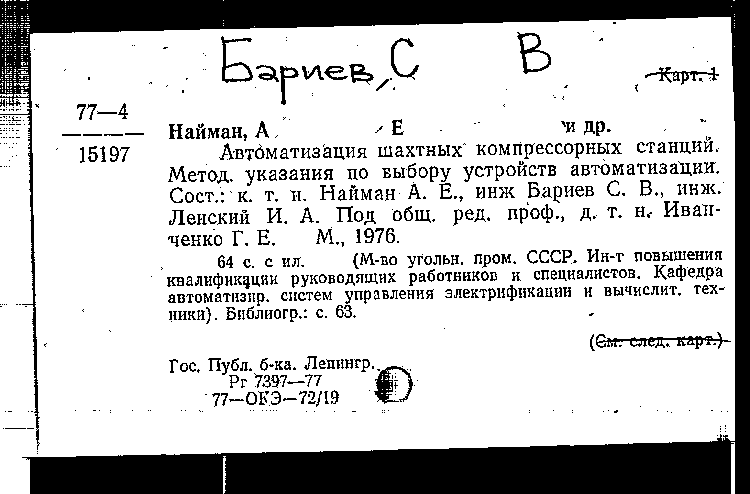 Бариев, С В
Карт. 1
77—4
15197
Найман, А Е и др.
Автоматизация шахтных компрессорных станций.
Метод. указания по выбору устройств автоматизации.
Сост.: к. т. н. Найман А. Е., инж Бариев С. В., инж.
Ленский И. А. Под общ. ред. проф., д. т. н. Иван-
ченко Г. Е. М., 1976.
64 с. с ил. (М-во угольн. пром. СССР. Ин-т повышения
квалификации руководящих работников и специалистов. Кафедра
автоматизир. систем управления электрификации и вычислит. тех-
ники). Библиогр.: с. 63.
(См. след. карт.)
Гос. Публ. б-ка. Ленингр.
Рг 7397—77
77—ОКЭ—72/19